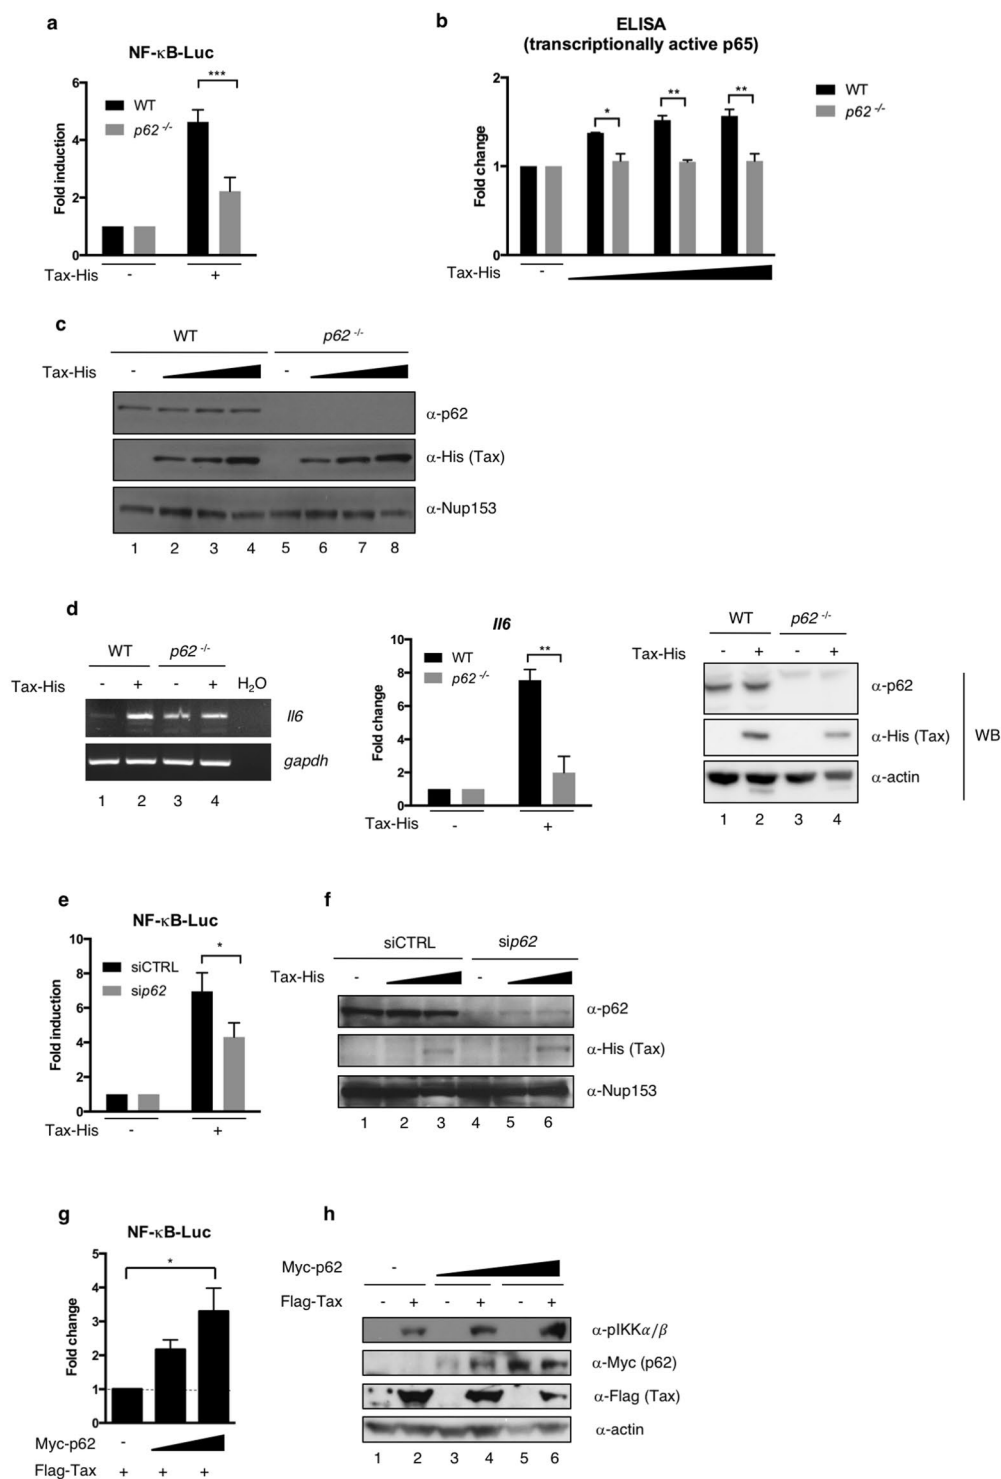 a
NF-κB-Luc
6
4
2
0
Fold induction
WT
p62 -/-
***
Tax-His - +
b
ELISA
(transcriptionally active p65)
2
1
0
Fold change
* ** **
WT
p62 -/-
Tax-His -
c
WT p62 -/-
Tax-His - -
α-p62
α-His (Tax)
α-Nup153
1 2 3 4 5 6 7 8
d
WT p62 -/-
Tax-His - + - + H2O
Il6
gapdh
1 2 3 4
Il6
10
8
6
4
2
0
Fold change
WT
p62 -/-
**
Tax-His - +
WT p62 -/-
Tax-His - + - +
α-p62
α-His (Tax)
α-actin
WB
1 2 3 4
e
NF-κB-Luc
10
8
6
4
2
0
Fold induction
siCTRL
sip62
*
Tax-His - +
f
siCTRL sip62
Tax-His - -
α-p62
α-His (Tax)
α-Nup153
1 2 3 4 5 6
g
NF-κB-Luc
5
4
3
2
1
0
Fold change
*
Myc-p62 -
Flag-Tax + + +
h
Myc-p62 -
Flag-Tax - + - + - +
α-pIKKα/β
α-Myc (p62)
α-Flag (Tax)
α-actin
1 2 3 4 5 6